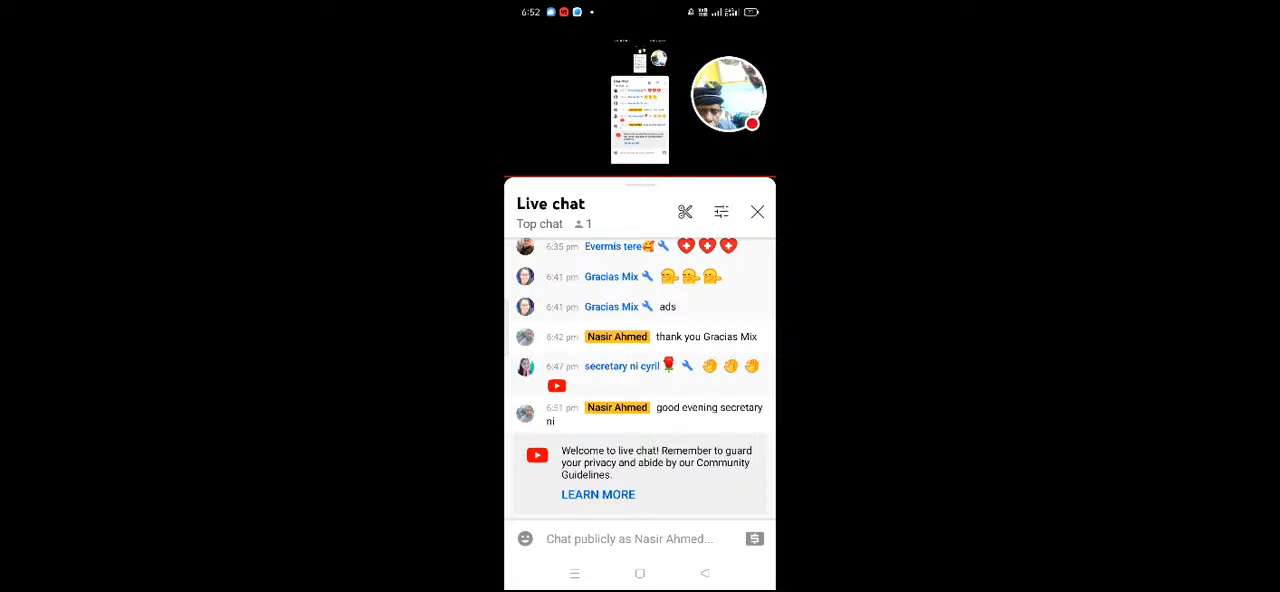 6:52
Live chat
Top chat 1
6:35 pm Evermis tere
6:41 pm Gracias Mix
6:41 pm Gracias Mix ads
6:42 pm Nasir Ahmed thank you Gracias Mix
6:47 pm secretary ni cyril
6:51 pm Nasir Ahmed good evening secretary
ni
Welcome to live chat! Remember to guard
your privacy and abide by our Community
Guidelines.
LEARN MORE
Chat publicly as Nasir Ahmed...